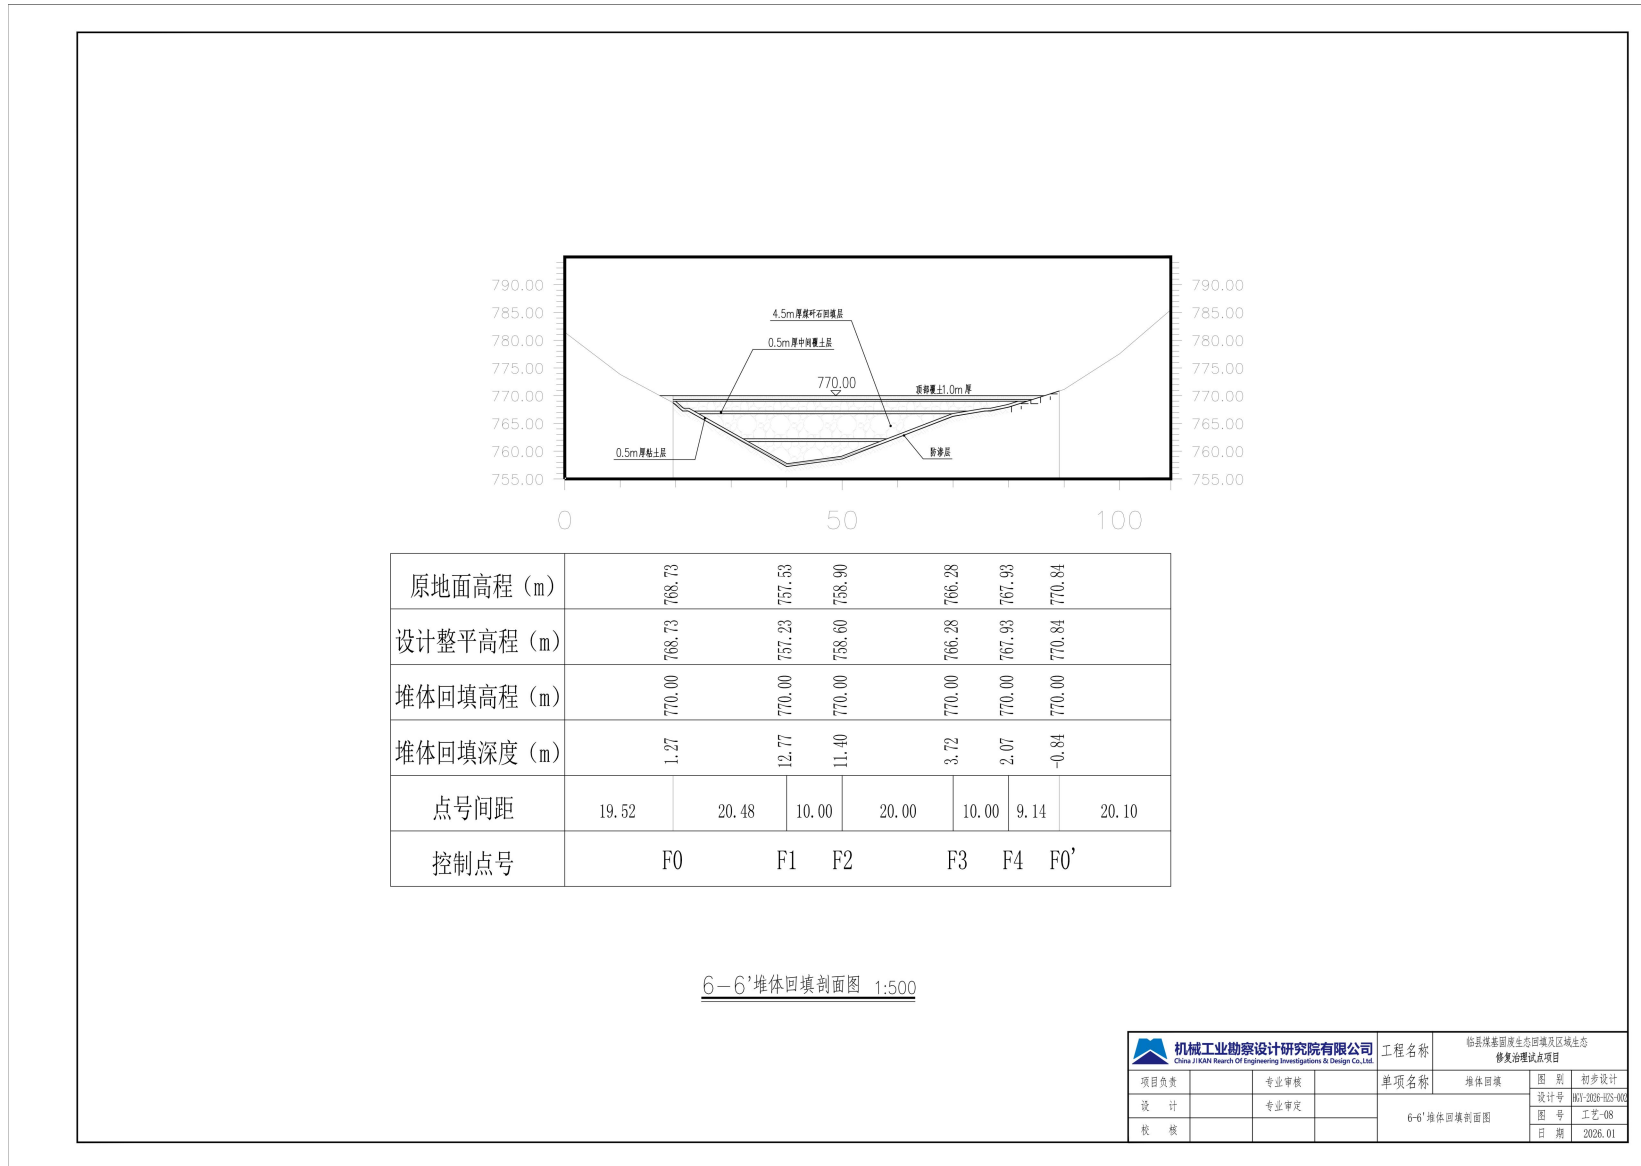 790.00 790.00
785.00 785.00
780.00 780.00
775.00 775.00
770.00 770.00
765.00 765.00
760.00 760.00
755.00 755.00
4.5m厚煤矸石回填层
0.5m厚中间覆土层
770.00
顶部覆土1.0m厚
0.5m厚粘土层
防渗层
0 50 100
原地面高程（m） 768.73 757.53 758.90 766.28 767.93 770.84
设计整平高程（m） 768.73 757.23 758.60 766.28 767.93 770.84
堆体回填高程（m） 770.00 770.00 770.00 770.00 770.00 770.00
堆体回填深度（m） 1.27 12.77 11.40 3.72 2.07 -0.84
点号间距 19.52 20.48 10.00 20.00 10.00 9.14 20.10
控制点号 F0 F1 F2 F3 F4 F0'
6-6'堆体回填剖面图 1:500
机械工业勘察设计研究院有限公司
China JIKAN Rearch Of Engineering Investigations & Design Co.,Ltd.
工程名称
临县煤基固废生态回填及区域生态
修复治理试点项目
项目负责 专业审核 单项名称 堆体回填 图 别 初步设计
设 计 专业审定 设计号 HGY-2026-HZS-002
6-6'堆体回填剖面图 图 号 工艺-08
校 核 日 期 2026.01